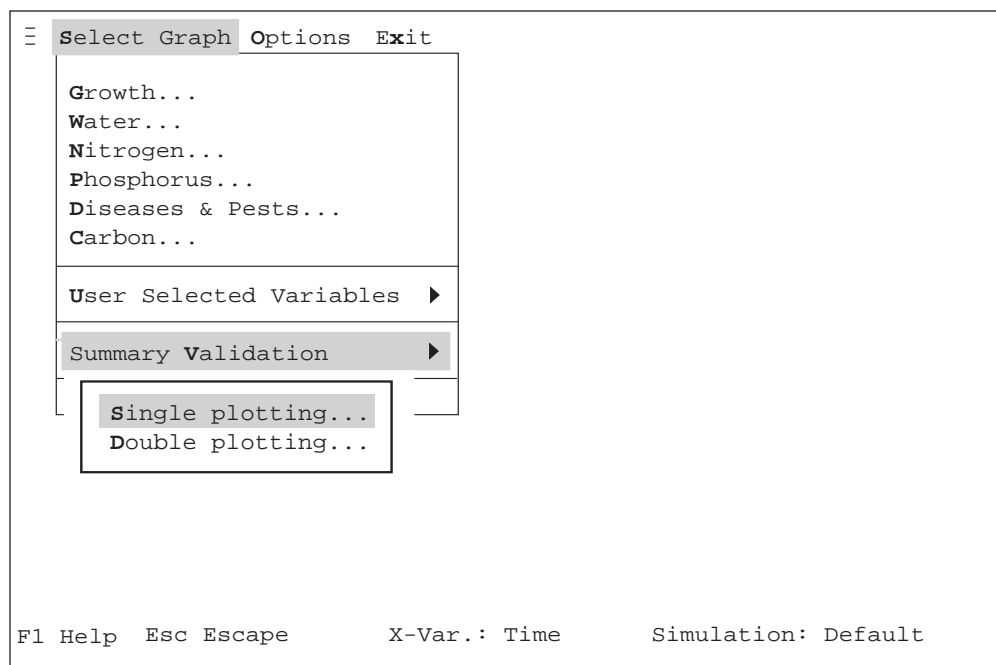 Select Graph Options Exit
Growth...
Water...
Nitrogen...
Phosphorus...
Diseases & Pests...
Carbon...
User Selected Variables
Summary Validation
Single plotting...
Double plotting...
F1 Help Esc Escape X-Var.: Time Simulation: Default